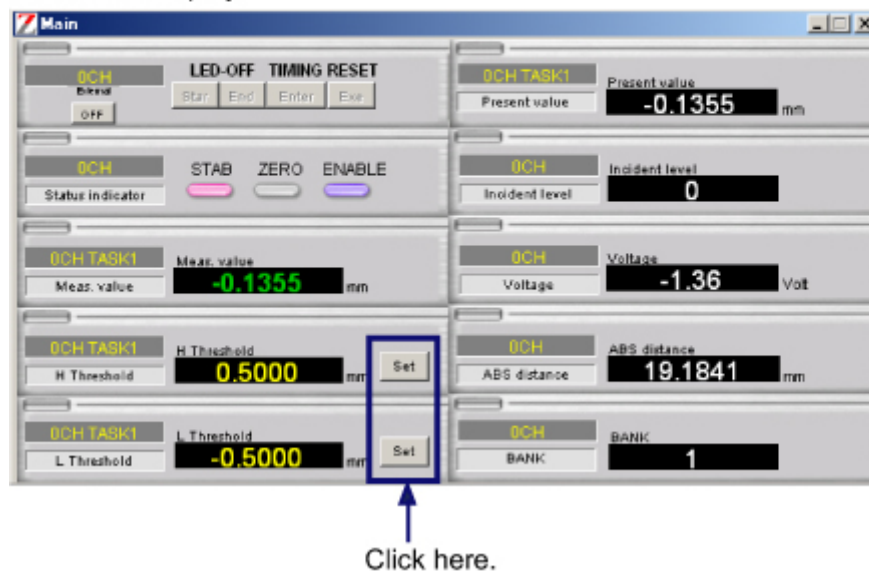 Main
0CH
LED-OFF TIMING RESET
OFF
Star End Enter Exe
0CH TASK1
Present value
Present value
-0.1355 mm
0CH
Status indicator
STAB ZERO ENABLE
0CH
Incident level
Incident level
0
0CH TASK1
Meas. value
Meas. value
-0.1355 mm
0CH
Voltage
Voltage
-1.36 Volt
0CH TASK1
H Threshold
H Threshold
0.5000 mm
Set
0CH
ABS distance
ABS distance
19.1841 mm
0CH TASK1
L Threshold
L Threshold
-0.5000 mm
Set
0CH
BANK
BANK
1
Click here.